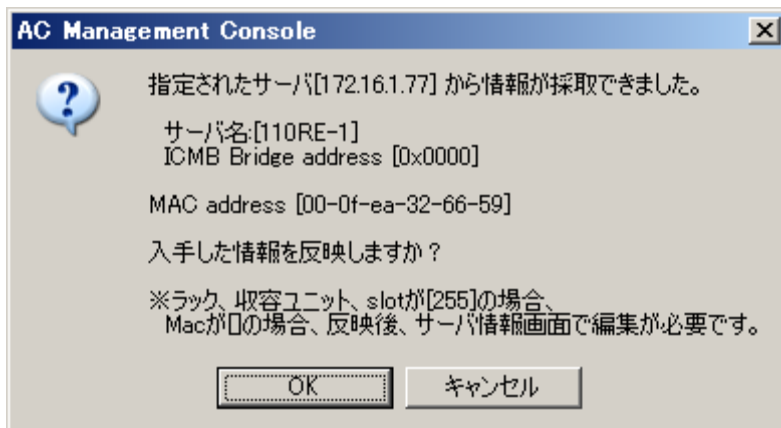 AC Management Console
指定されたサーバ[172.16.1.77] から情報が採取できました。
サーバ名:[110RE-1]
ICMB Bridge address [0x0000]
MAC address [00-0f-ea-32-66-59]
入手した情報を反映しますか？
※ラック、収容ユニット、slotが[255]の場合、
Macが[]の場合、反映後、サーバ情報画面で編集が必要です。
OK
キャンセル